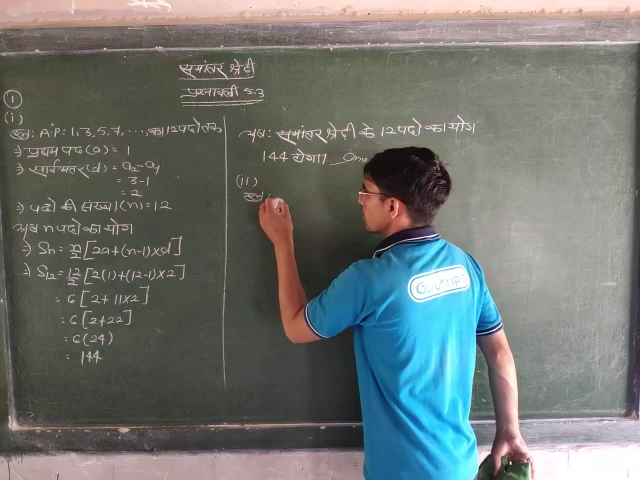 समांतर श्रेढी
प्रश्नावली 5.3
1
(i)
हल: A.P: 1, 3, 5, 7, ..... का 12 पदो तक
⇒ प्रथम पद (a) = 1
⇒ सार्वअंतर (d) = a₂-a₁
= 3-1
= 2
⇒ पदो की संख्या (n) = 12
अब n पदो का योग
⇒ Sn = n/2 [2a+(n-1)×d]
⇒ S12 = 12/2 [2(1)+(12-1)×2]
= 6 [2+11×2]
= 6 [2+22]
= 6(24)
= 144
अत: समांतर श्रेढी के 12 पदो का योग
144 होगा।
(ii)
हल: